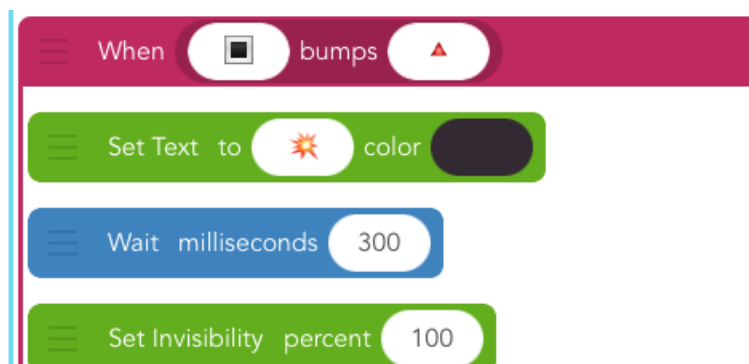 When 🔳 bumps 🔺
Set Text to 💥 color
Wait milliseconds 300
Set Invisibility percent 100